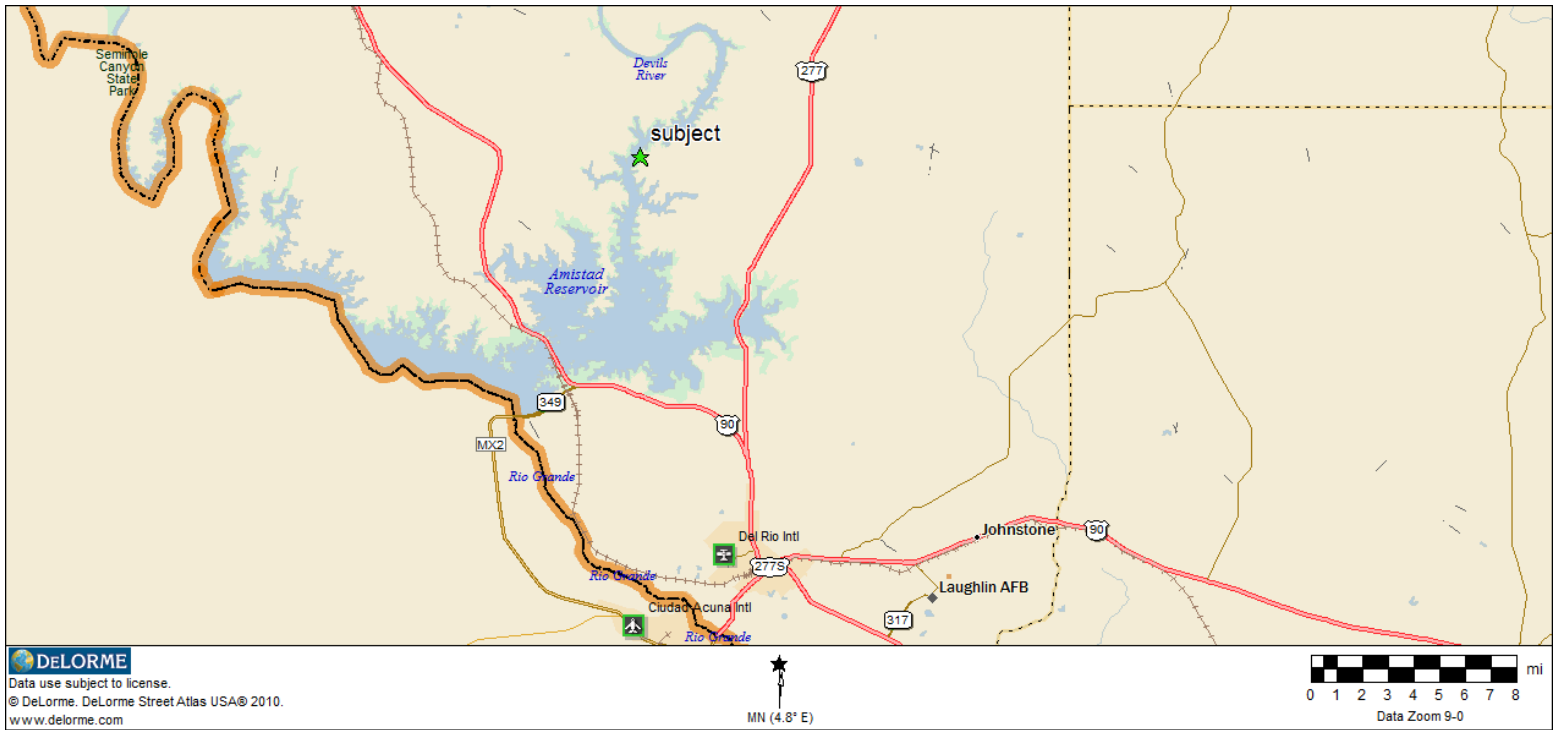 Seminole
Canyon
State
Park
Devils
River
277
subject
Amistad
Reservoir
349
90
MX2
Rio Grande
Del Rio Intl
Johnstone
90
277S
Rio Grande
Laughlin AFB
Ciudad Acuna Intl
317
Rio Grande
DELORME
Data use subject to license.
© DeLorme. DeLorme Street Atlas USA® 2010.
www.delorme.com
MN (4.8° E)
mi
0 1 2 3 4 5 6 7 8
Data Zoom 9-0